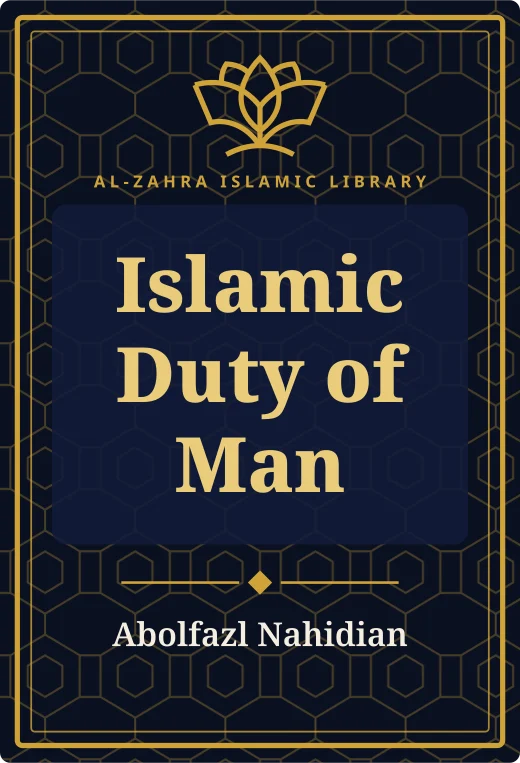 AL-ZAHRA ISLAMIC LIBRARY
Islamic
Duty of
Man
Abolfazl Nahidian